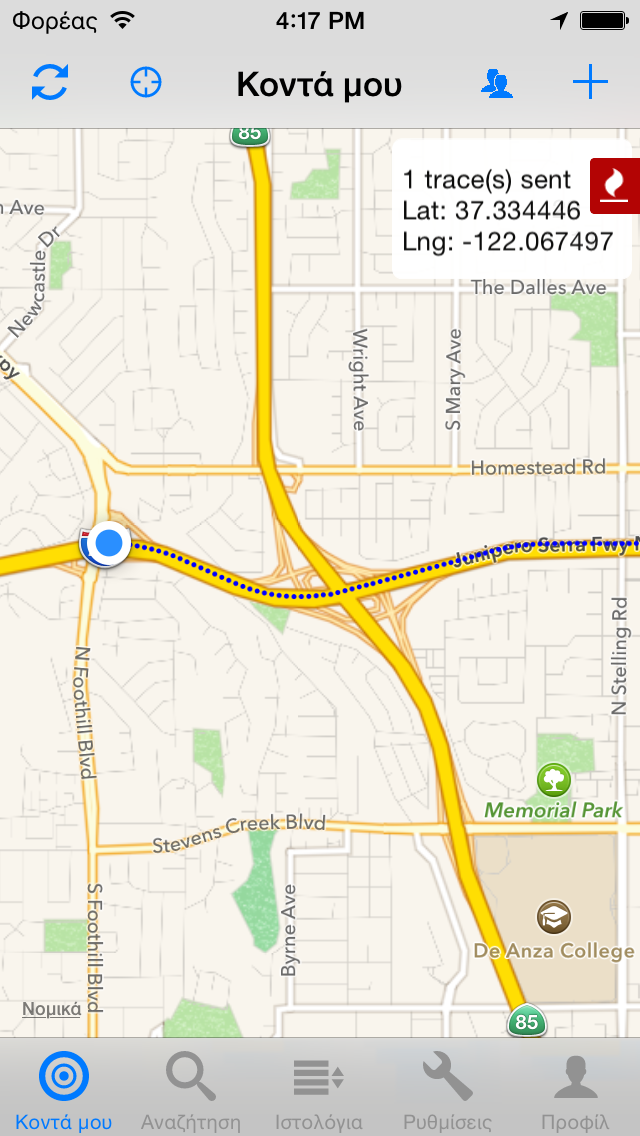 Φορέας 4:17 PM
Κοντά μου
85
1 trace(s) sent
Lat: 37.334446
Lng: -122.067497
Ave
Newcastle Dr
The Dalles Ave
Wright Ave
S Mary Ave
Homestead Rd
Junipero Serra Fwy
N Stelling Rd
N Foothill Blvd
Memorial Park
Stevens Creek Blvd
S Foothill Blvd
Byrne Ave
De Anza College
Νομικά
85
Κοντά μου Αναζήτηση Ιστολόγια Ρυθμίσεις Προφίλ